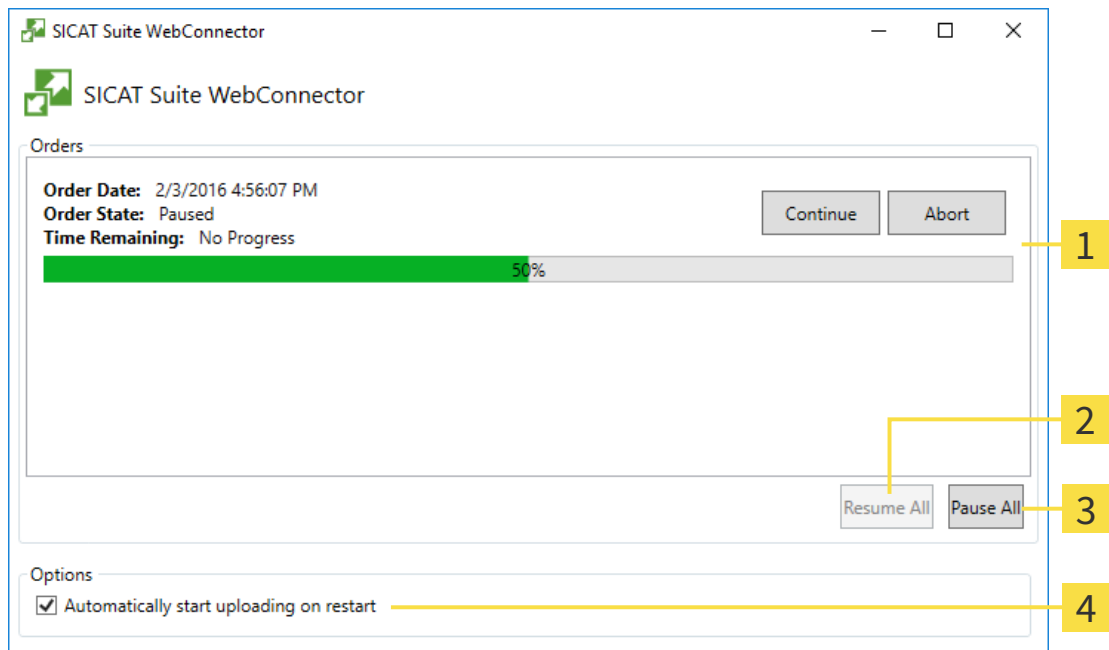 SICAT Suite WebConnector
SICAT Suite WebConnector
Orders
Order Date: 2/3/2016 4:56:07 PM
Order State: Paused
Time Remaining: No Progress
Continue
Abort
1
50%
2
Resume All
Pause All
3
Options
Automatically start uploading on restart
4